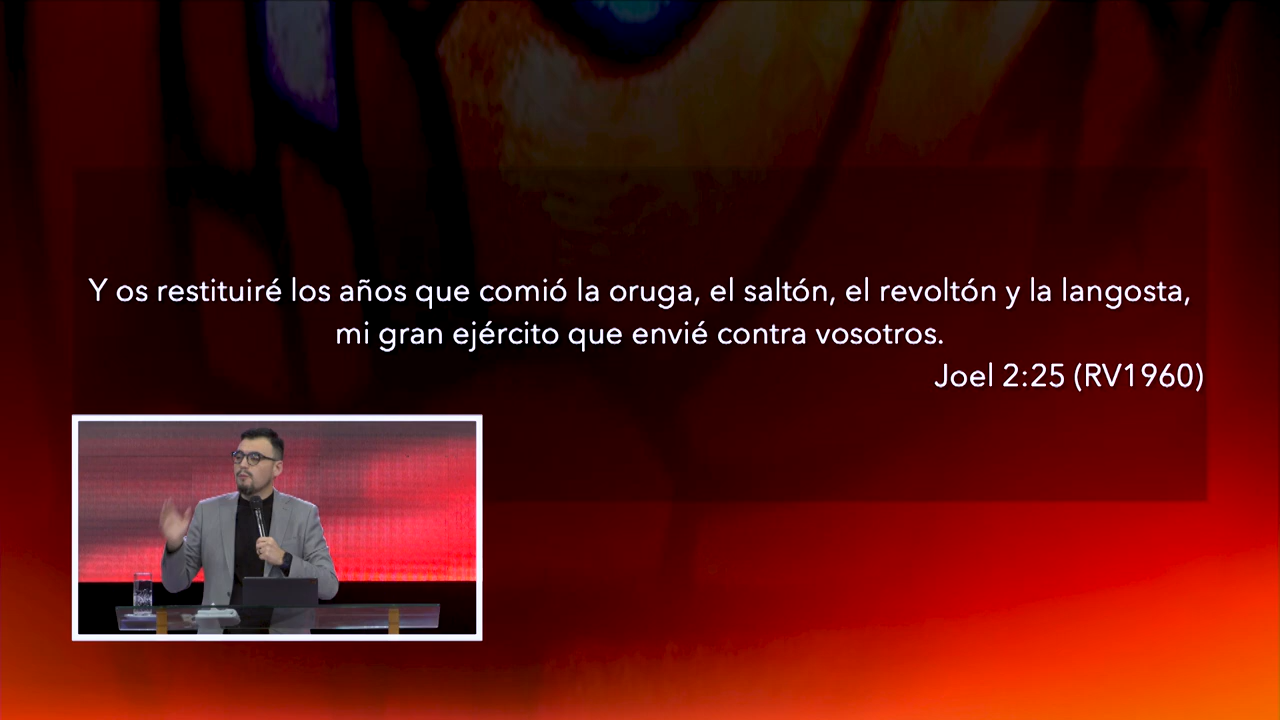 Y os restituiré los años que comió la oruga, el saltón, el revoltón y la langosta,
mi gran ejército que envié contra vosotros.
Joel 2:25 (RV1960)